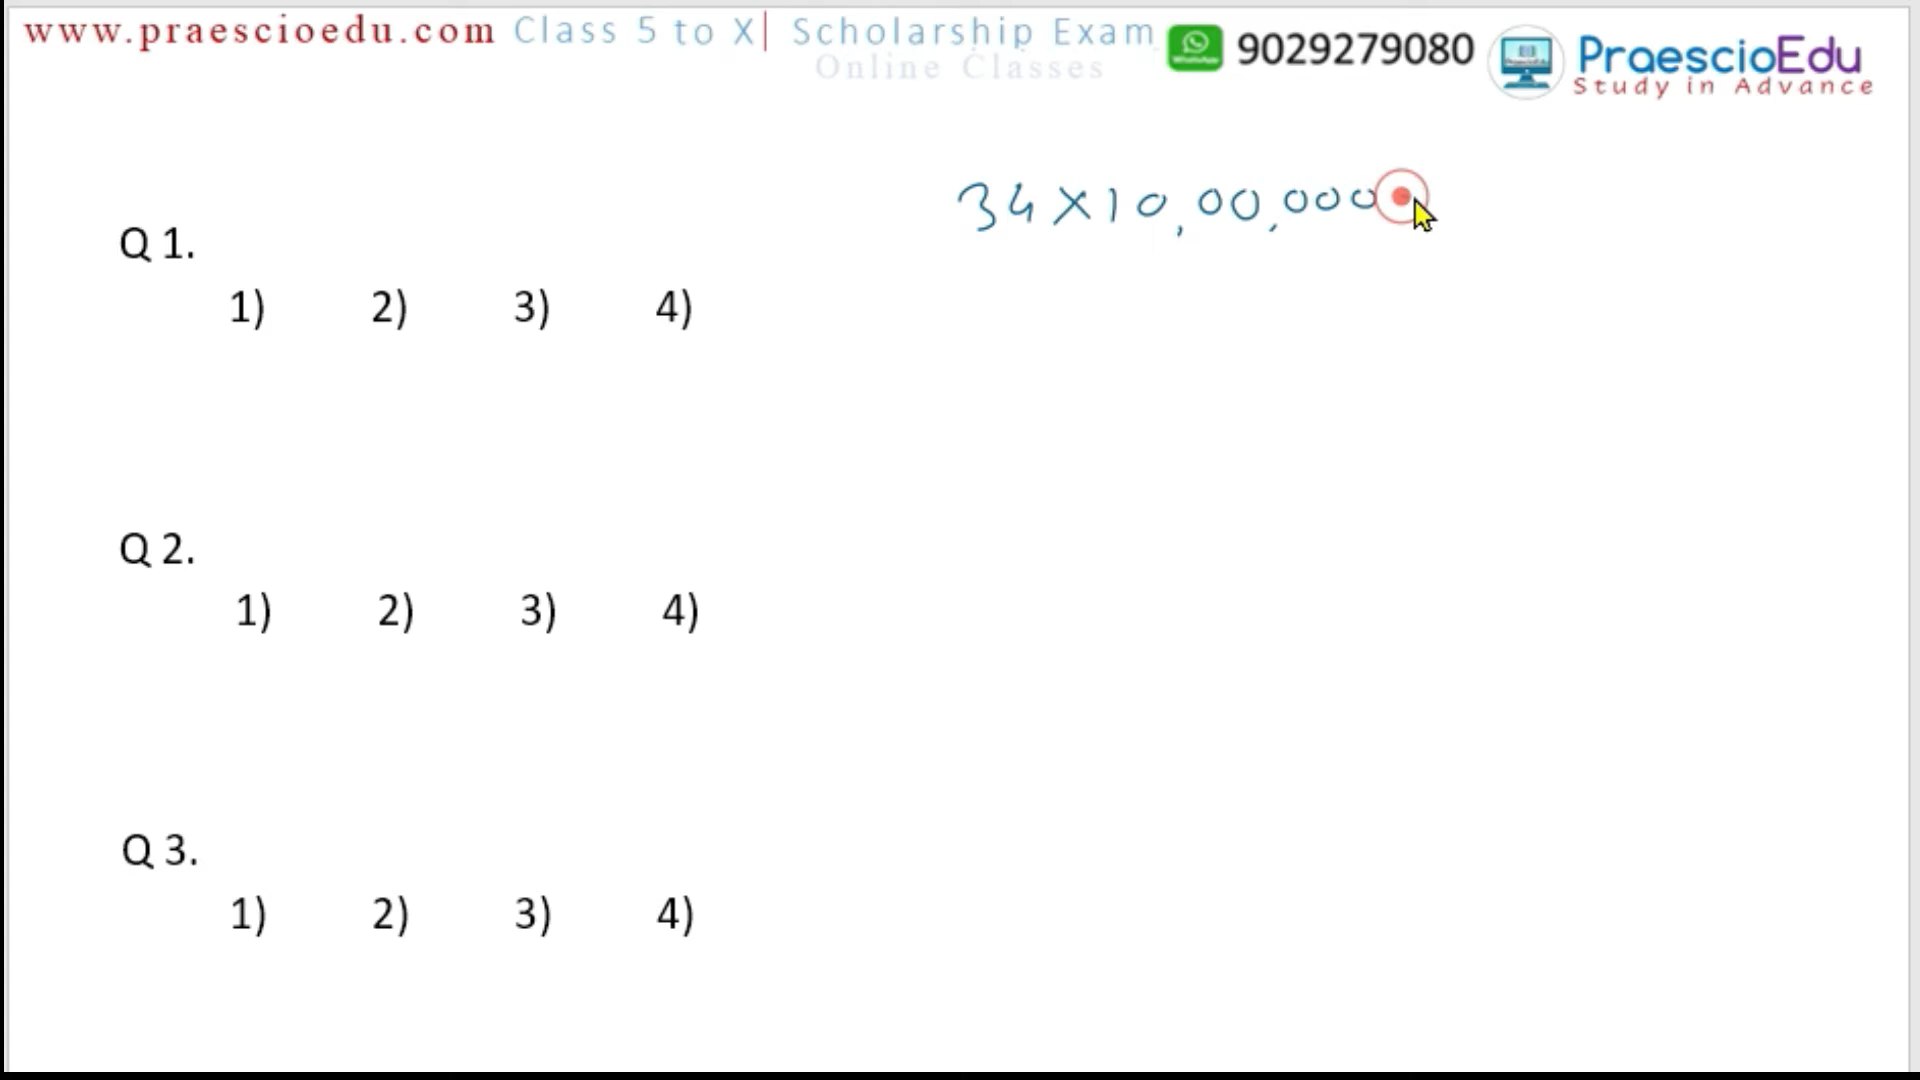 www.praescioedu.com Class 5 to X| Scholarship Exam
Online Classes
WhatsApp 9029279080
PraescioEdu
Study in Advance
34 × 10,00,000
Q 1.
1) 2) 3) 4)
Q 2.
1) 2) 3) 4)
Q 3.
1) 2) 3) 4)